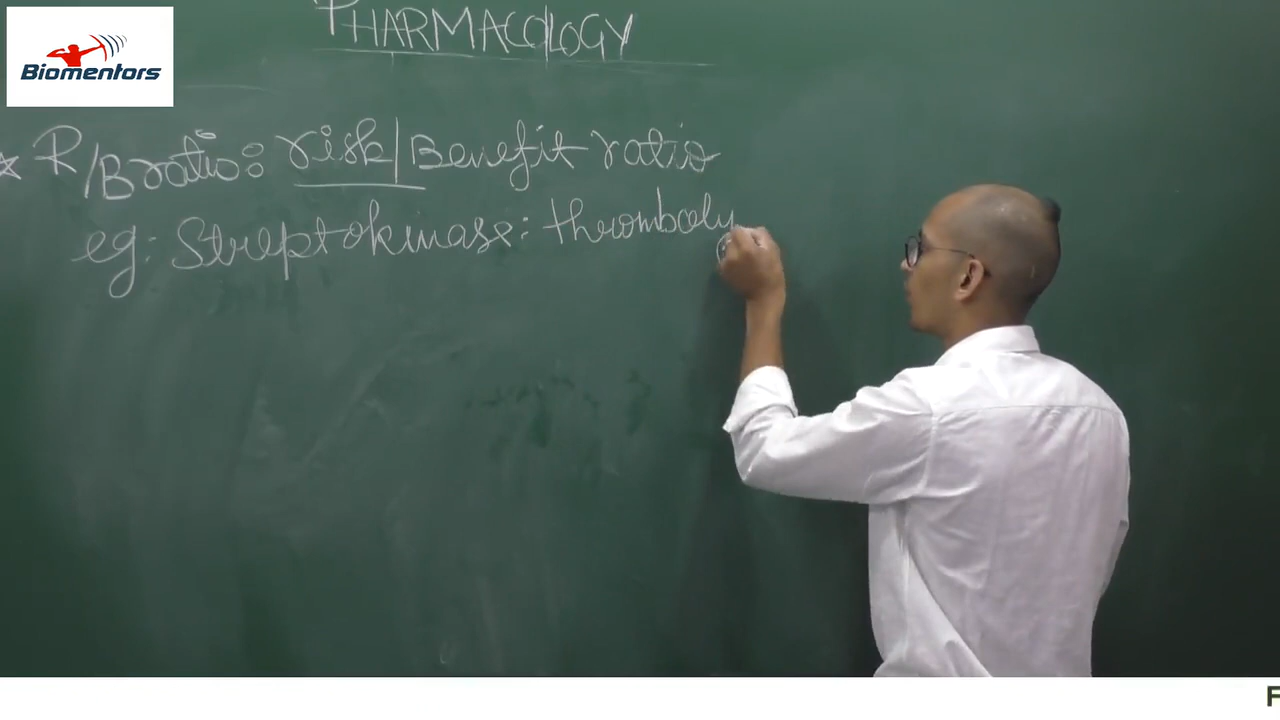 PHARMACOLOGY
Biomentors
☆ R/B ratio: risk/Benefit ratio
eg: Streptokinase: thromboly
F